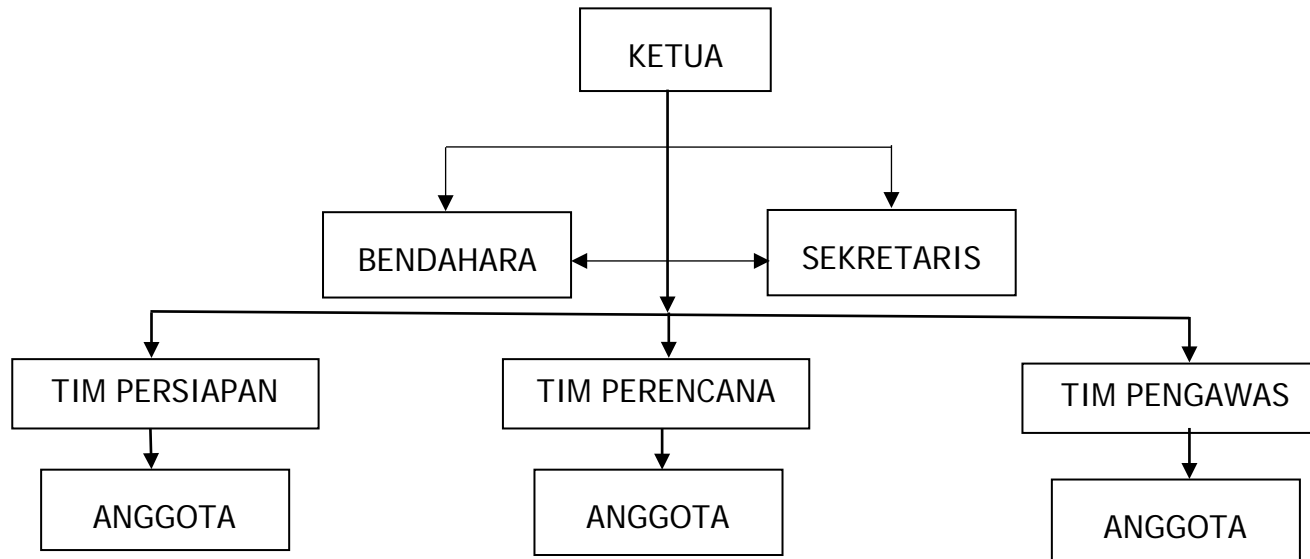 KETUA
BENDAHARA
SEKRETARIS
TIM PERSIAPAN
TIM PERENCANA
TIM PENGAWAS
ANGGOTA
ANGGOTA
ANGGOTA